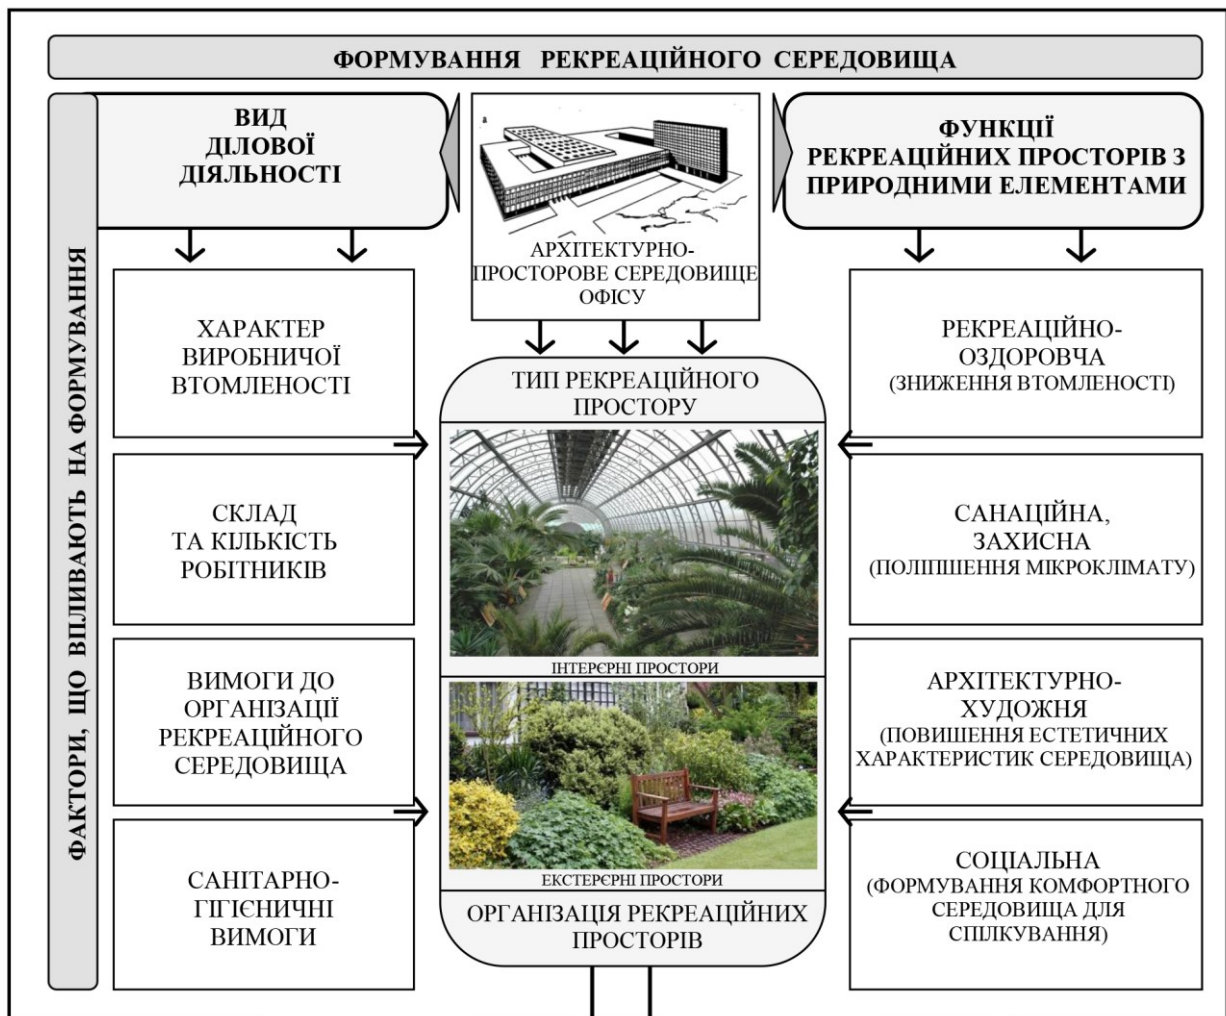 ФОРМУВАННЯ РЕКРЕАЦІЙНОГО СЕРЕДОВИЩА
ФАКТОРИ, ЩО ВПЛИВАЮТЬ НА ФОРМУВАННЯ
ВИД
ДІЛОВОЇ
ДІЯЛЬНОСТІ
ХАРАКТЕР
ВИРОБНИЧОЇ
ВТОМЛЕНОСТІ
СКЛАД
ТА КІЛЬКІСТЬ
РОБІТНИКІВ
ВИМОГИ ДО
ОРГАНІЗАЦІЇ
РЕКРЕАЦІЙНОГО
СЕРЕДОВИЩА
САНІТАРНО-
ГІГІЄНИЧНІ
ВИМОГИ
а
АРХІТЕКТУРНО-
ПРОСТОРОВЕ СЕРЕДОВИЩЕ
ОФІСУ
ТИП РЕКРЕАЦІЙНОГО
ПРОСТОРУ
ІНТЕРЄРНІ ПРОСТОРИ
ЕКСТЕРЄРНІ ПРОСТОРИ
ОРГАНІЗАЦІЯ РЕКРЕАЦІЙНИХ
ПРОСТОРІВ
ФУНКЦІЇ
РЕКРЕАЦІЙНИХ ПРОСТОРІВ З
ПРИРОДНИМИ ЕЛЕМЕНТАМИ
РЕКРЕАЦІЙНО-
ОЗДОРОВЧА
(ЗНИЖЕННЯ ВТОМЛЕНОСТІ)
САНАЦІЙНА,
ЗАХИСНА
(ПОЛІПШЕННЯ МІКРОКЛІМАТУ)
АРХІТЕКТУРНО-
ХУДОЖНЯ
(ПОВИШЕННЯ ЕСТЕТИЧНИХ
ХАРАКТЕРИСТИК СЕРЕДОВИЩА)
СОЦІАЛЬНА
(ФОРМУВАННЯ КОМФОРТНОГО
СЕРЕДОВИЩА ДЛЯ
СПІЛКУВАННЯ)